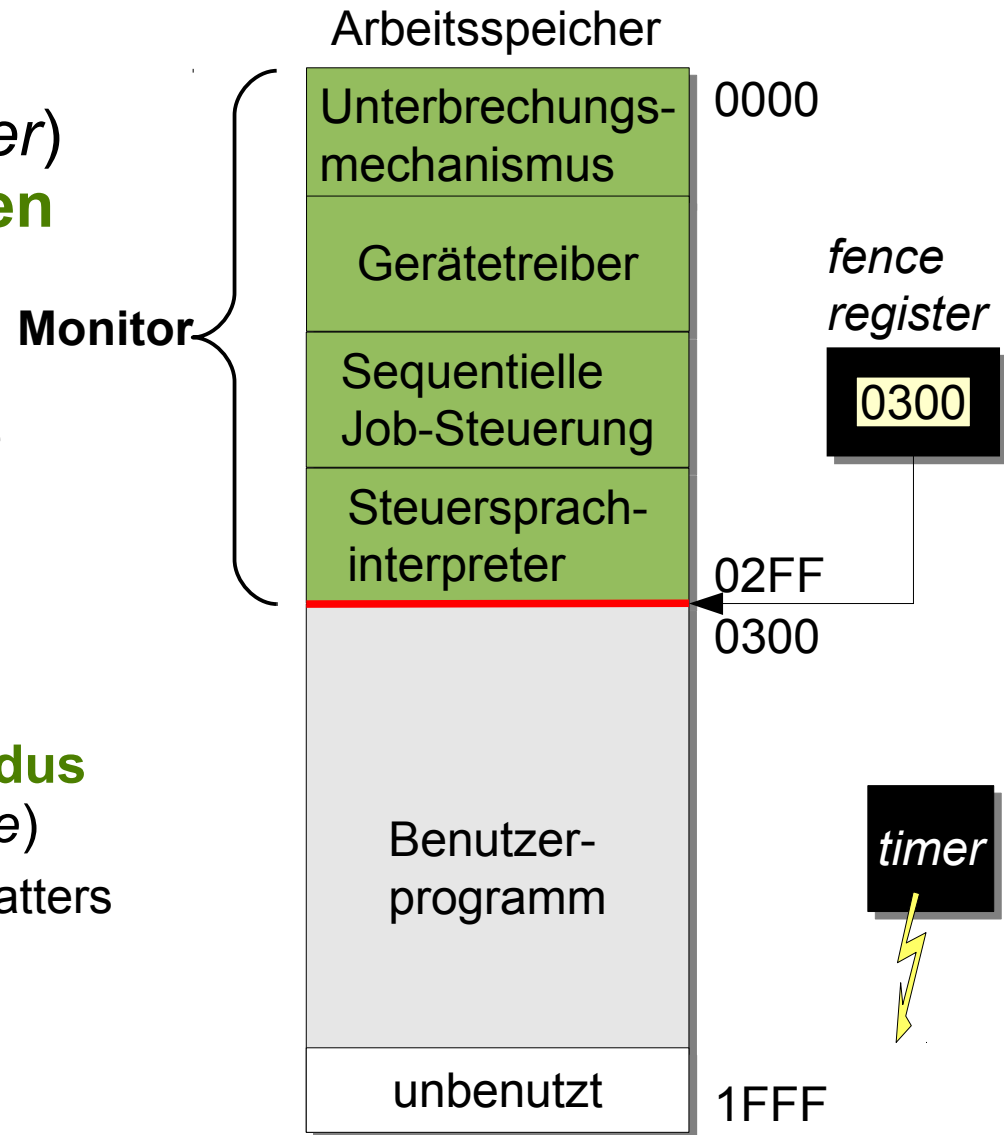 Arbeitsspeicher
er)
en
Monitor
dus
e)
atters
Unterbrechungs-
mechanismus
Gerätetreiber
Sequentielle
Job-Steuerung
Steuersprach-
interpreter
Benutzer-
programm
unbenutzt
0000
fence
register
0300
02FF
0300
timer
1FFF